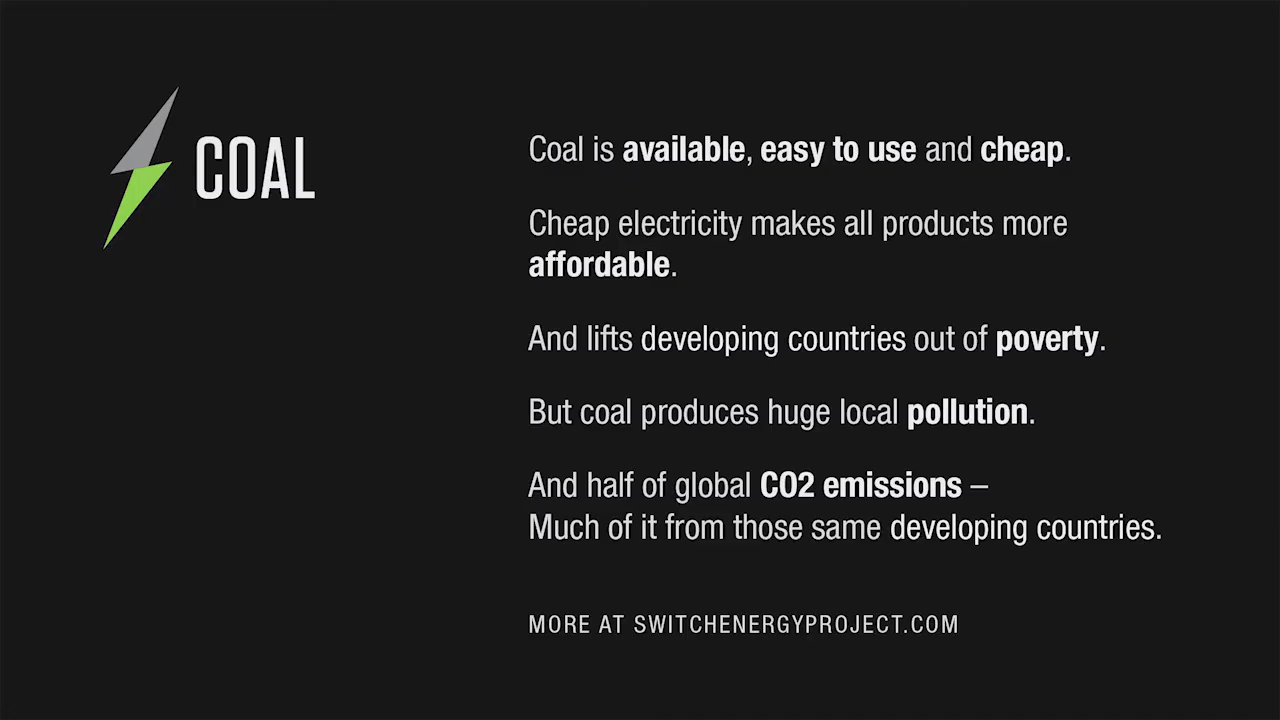 COAL
Coal is available, easy to use and cheap.
Cheap electricity makes all products more
affordable.
And lifts developing countries out of poverty.
But coal produces huge local pollution.
And half of global CO2 emissions –
Much of it from those same developing countries.
MORE AT SWITCHENERGYPROJECT.COM